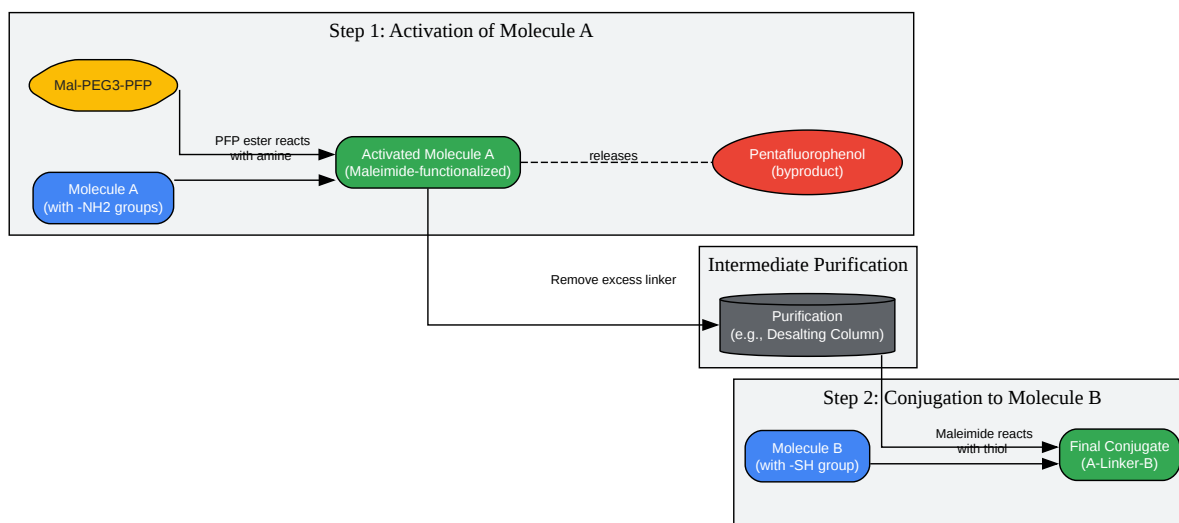 Step 1: Activation of Molecule A
Mal-PEG3-PFP
PFP ester reacts
with amine
Activated Molecule A
(Maleimide-functionalized)
releases
Pentafluorophenol
(byproduct)
Molecule A
(with -NH2 groups)
Intermediate Purification
Remove excess linker
Purification
(e.g., Desalting Column)
Step 2: Conjugation to Molecule B
Molecule B
(with -SH group)
Maleimide reacts
with thiol
Final Conjugate
(A-Linker-B)